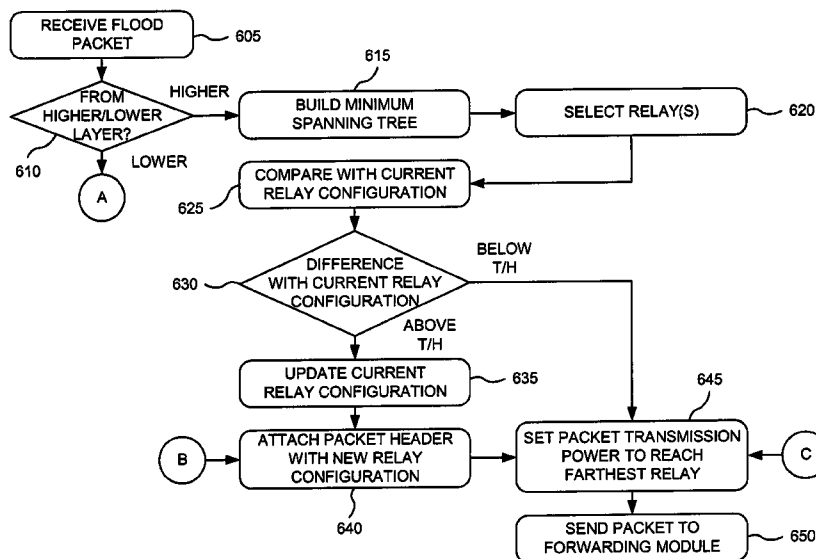 RECEIVE FLOOD
PACKET
605
FROM
HIGHER/LOWER
LAYER?
610
HIGHER
LOWER
A
615
BUILD MINIMUM
SPANNING TREE
SELECT RELAY(S)
620
COMPARE WITH CURRENT
RELAY CONFIGURATION
625
DIFFERENCE
WITH CURRENT RELAY
CONFIGURATION
630
BELOW
T/H
ABOVE
T/H
UPDATE CURRENT
RELAY CONFIGURATION
635
B
ATTACH PACKET HEADER
WITH NEW RELAY
CONFIGURATION
640
645
SET PACKET TRANSMISSION
POWER TO REACH
FARTHEST RELAY
C
SEND PACKET TO
FORWARDING MODULE
650